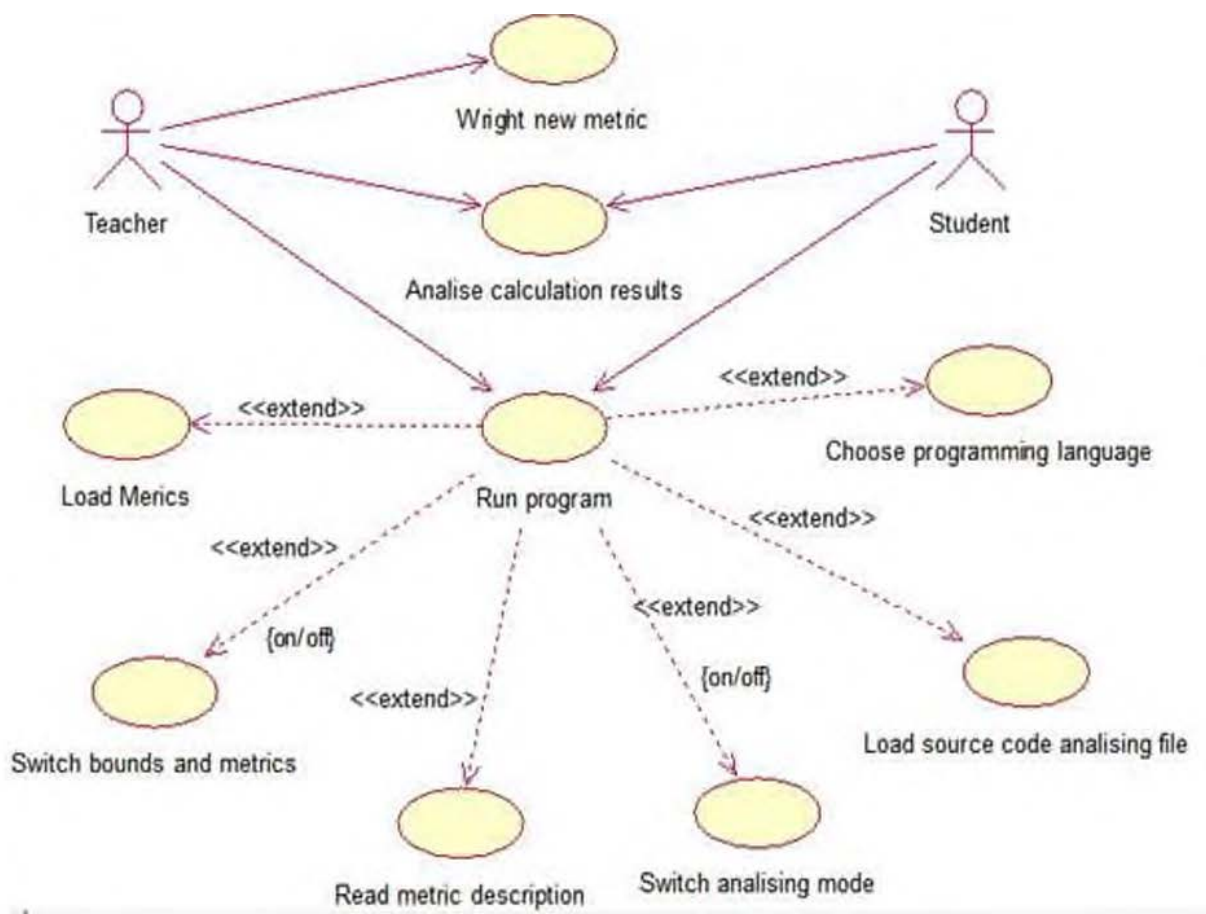 Wright new metric
Teacher
Student
Analise calculation results
<<extend>>
<<extend>>
Choose programming language
Load Merics
Run program
<<extend>>
<<extend>>
<<extend>>
{on/off}
{on/off}
<<extend>>
Switch bounds and metrics
Load source code analising file
Read metric description
Switch analising mode